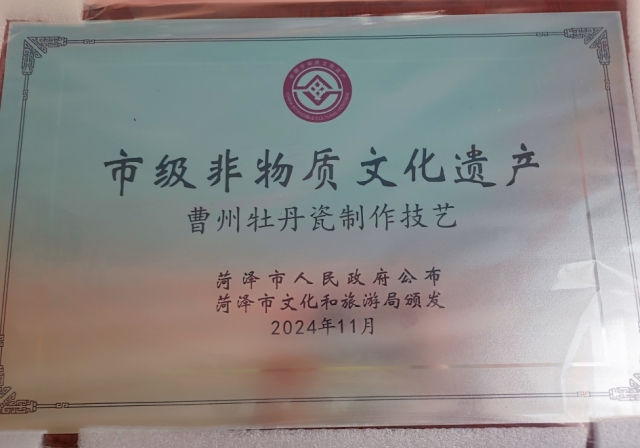 市级非物质文化遗产
曹州牡丹瓷制作技艺
菏泽市人民政府公布
菏泽市文化和旅游局颁发
2024年11月